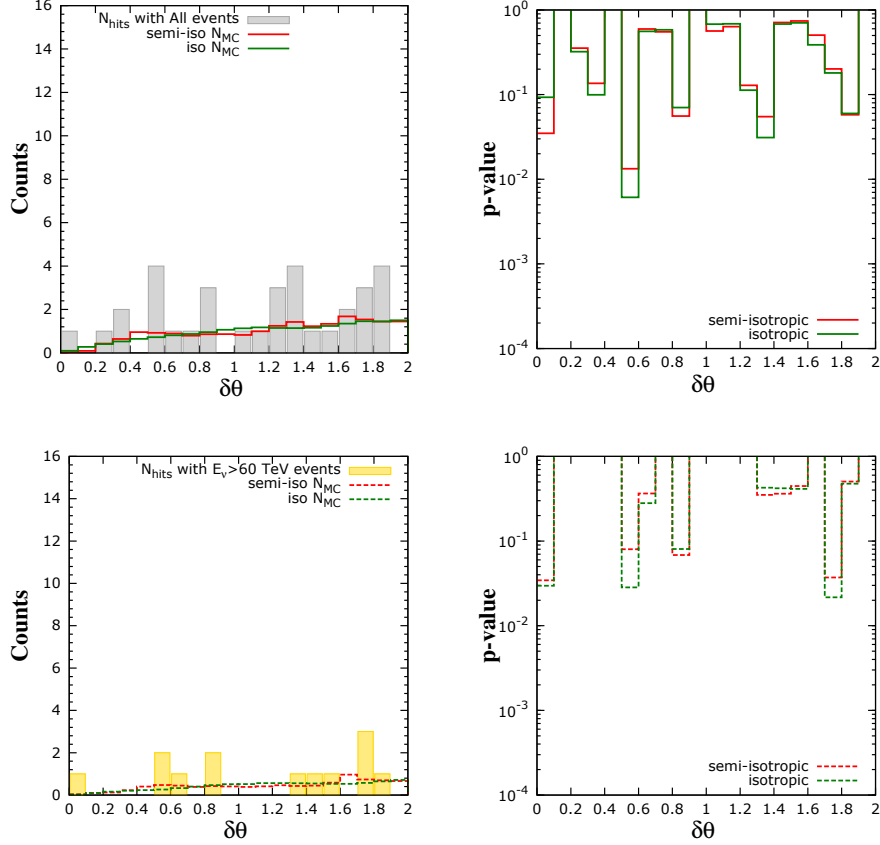 16
14
12
10
8
6
4
2
0
Counts
N_hits with All events
semi-iso N_MC
iso N_MC
0 0.2 0.4 0.6 0.8 1 1.2 1.4 1.6 1.8 2
δθ
10^0
10^-1
10^-2
10^-3
10^-4
p-value
semi-isotropic
isotropic
0 0.2 0.4 0.6 0.8 1 1.2 1.4 1.6 1.8 2
δθ
16
14
12
10
8
6
4
2
0
Counts
N_hits with E_ν>60 TeV events
semi-iso N_MC
iso N_MC
0 0.2 0.4 0.6 0.8 1 1.2 1.4 1.6 1.8 2
δθ
10^0
10^-1
10^-2
10^-3
10^-4
p-value
semi-isotropic
isotropic
0 0.2 0.4 0.6 0.8 1 1.2 1.4 1.6 1.8 2
δθ